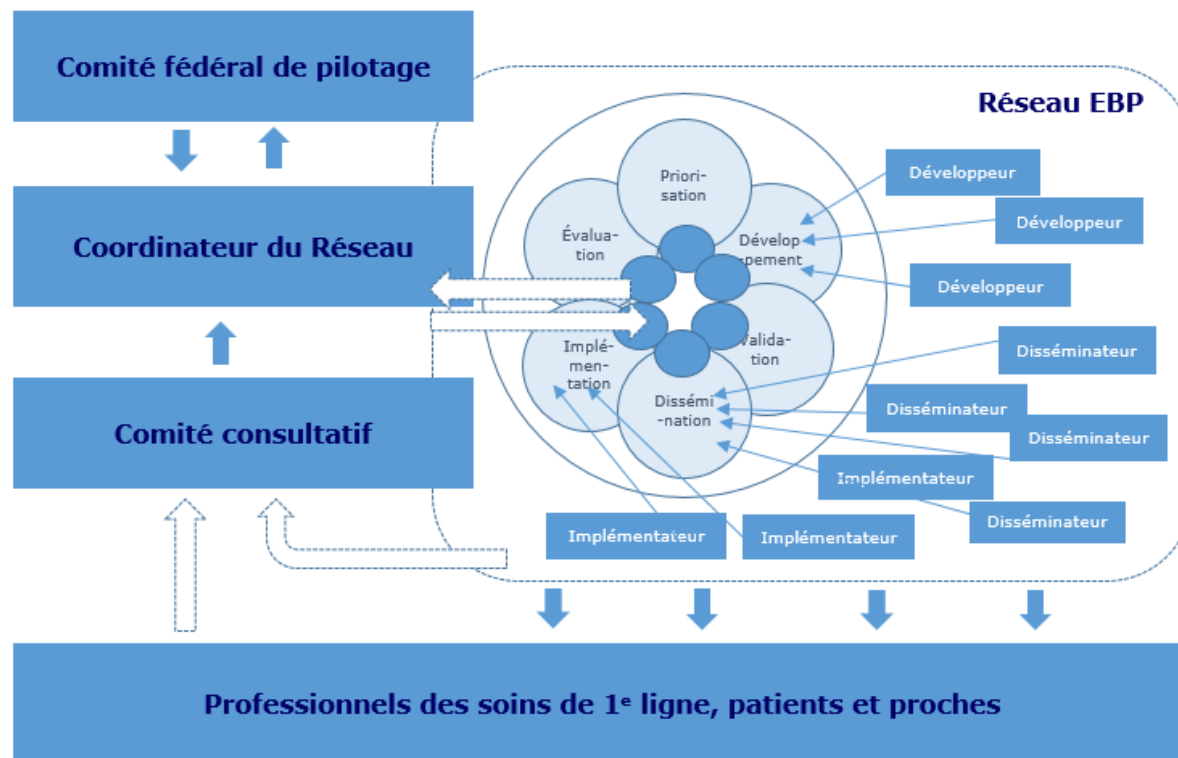 Comité fédéral de pilotage
Réseau EBP
Priori-
sation
Développeur
Développeur
Évalua-
tion
Dévelop
-pement
Coordinateur du Réseau
Développeur
Implé-
men-
tation
Valida-
tion
Disséminateur
Dissémi
-nation
Disséminateur
Comité consultatif
Disséminateur
Implémentateur
Disséminateur
Implémentateur
Implémentateur
Professionnels des soins de 1e ligne, patients et proches